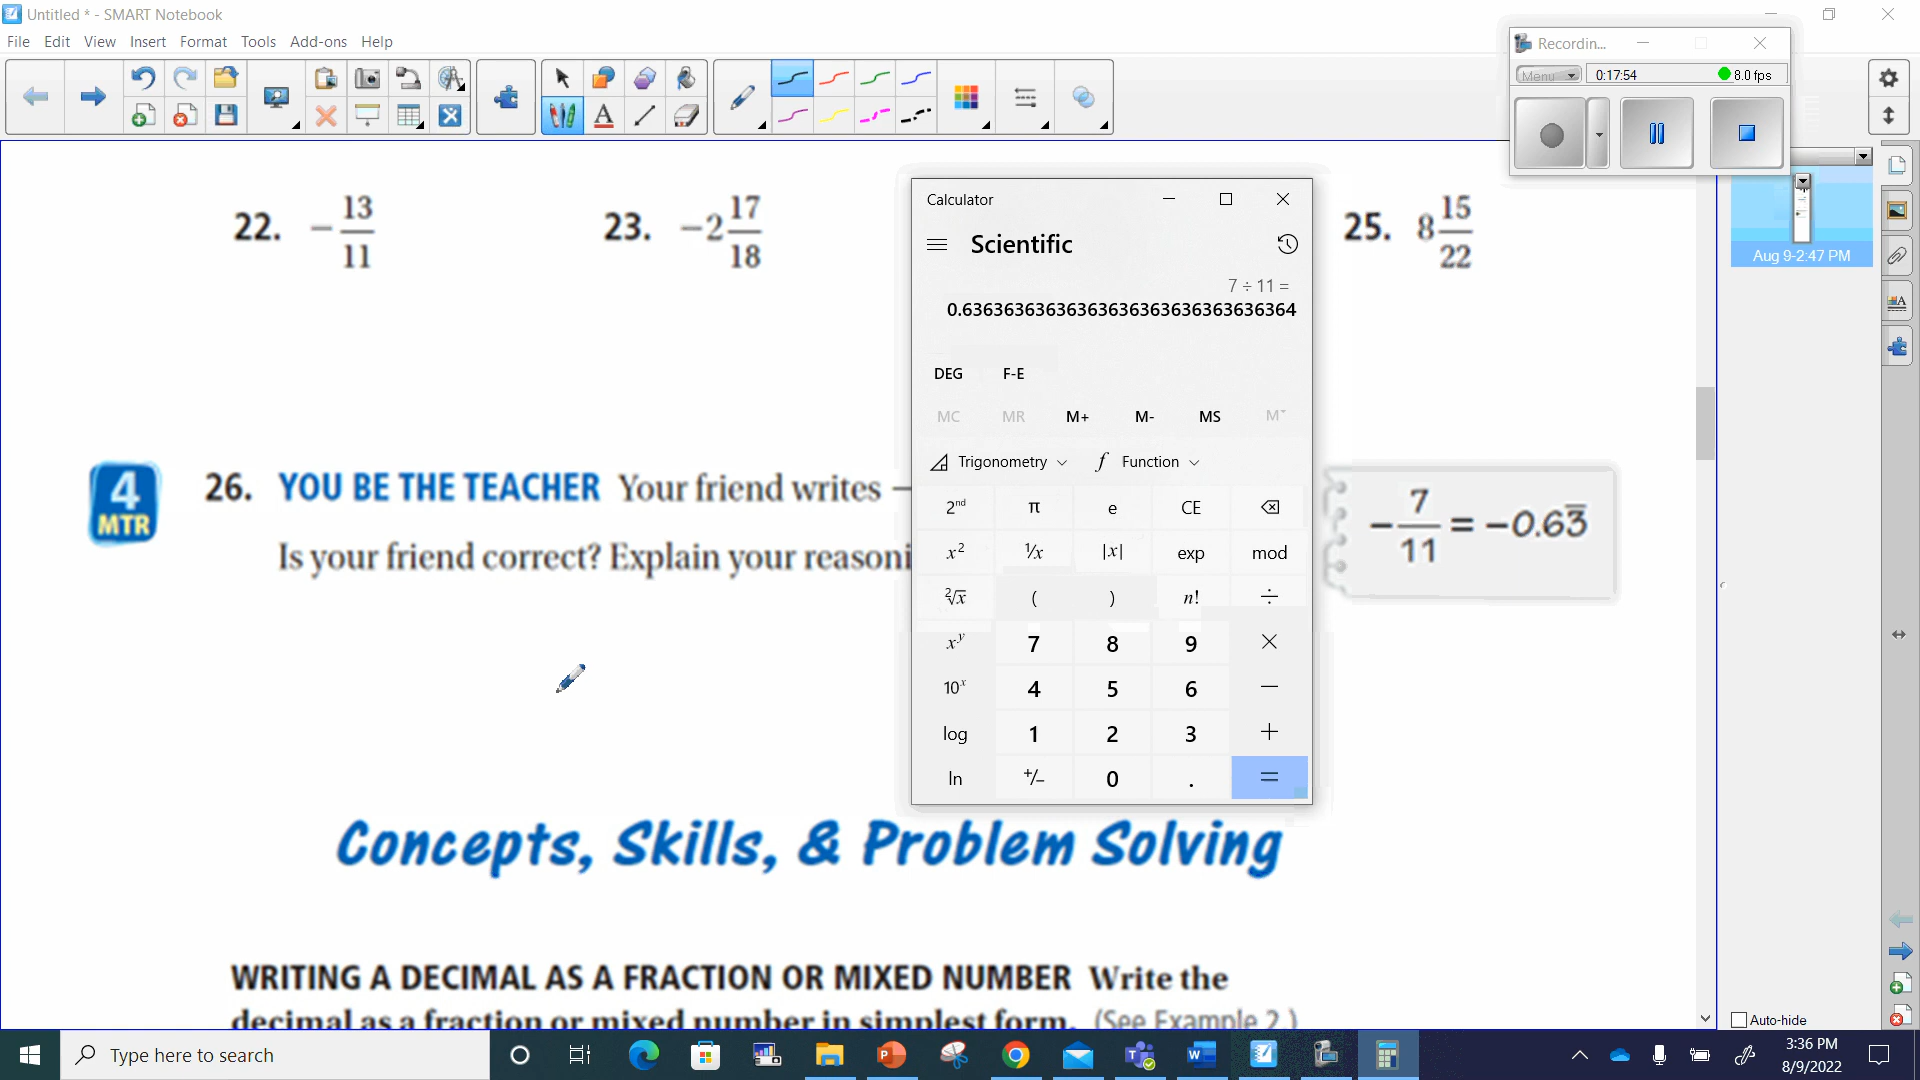 Untitled * - SMART Notebook
File Edit View Insert Format Tools Add-ons Help
Recordin...
Menu 0:17:54 8.0 fps
22. −13/11
23. −2 17/18
25. 8 15/22
Calculator
Scientific
7 ÷ 11 =
0.63636363636363636363636363636364
DEG F-E
MC MR M+ M- MS M˅
Trigonometry f Function
2ⁿᵈ π e CE
x² ⅟x |x| exp mod
²√x ( ) n! ÷
xʸ 7 8 9 ×
10ˣ 4 5 6 −
log 1 2 3 +
ln +/− 0 . =
Aug 9-2:47 PM
4
MTR
26. YOU BE THE TEACHER Your friend writes −
Is your friend correct? Explain your reasoni
−7/11 = −0.63̅
Concepts, Skills, & Problem Solving
WRITING A DECIMAL AS A FRACTION OR MIXED NUMBER Write the
decimal as a fraction or mixed number in simplest form. (See Example 2.)
Auto-hide
Type here to search
3:36 PM
8/9/2022